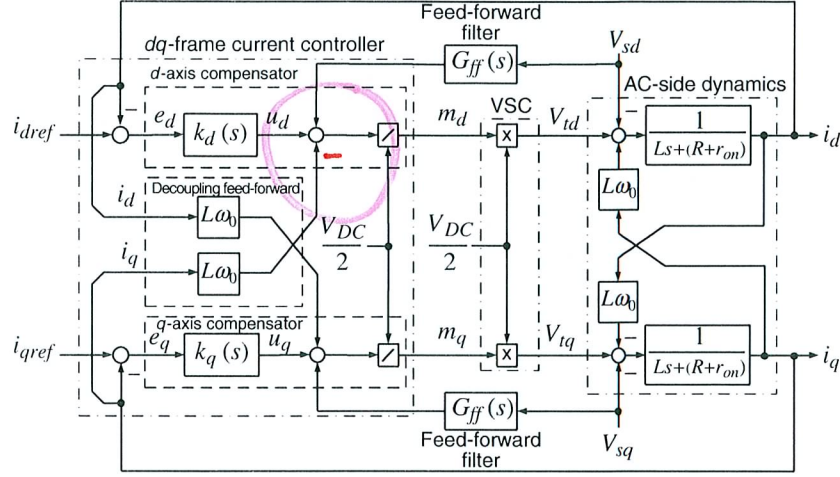 Feed-forward
filter
dq-frame current controller
G_ff (s)
V_sd
d-axis compensator
AC-side dynamics
VSC
i_dref
−
e_d
k_d (s)
u_d
−
m_d
x
V_td
−
1
Ls+(R+r_on)
i_d
Decoupling feed-forward
i_d
Lω_0
V_DC
2
V_DC
2
Lω_0
i_q
Lω_0
Lω_0
q-axis compensator
i_qref
−
e_q
k_q (s)
u_q
m_q
x
V_tq
−
−
1
Ls+(R+r_on)
i_q
G_ff (s)
Feed-forward
filter
V_sq